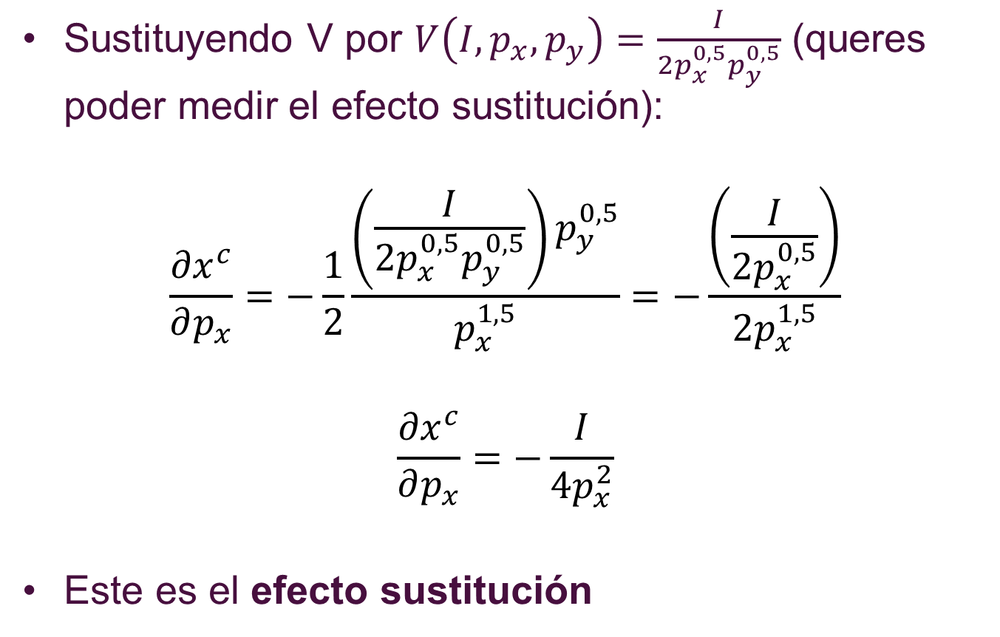 • Sustituyendo V por $V(I, p_x, p_y) = \frac{I}{2p_x^{0,5} p_y^{0,5}}$ (queres
poder medir el efecto sustitución):
$\frac{\partial x^c}{\partial p_x} = -\frac{1}{2} \frac{\left(\frac{I}{2p_x^{0,5} p_y^{0,5}}\right) p_y^{0,5}}{p_x^{1,5}} = -\frac{\left(\frac{I}{2p_x^{0,5}}\right)}{2p_x^{1,5}}$
$\frac{\partial x^c}{\partial p_x} = -\frac{I}{4p_x^2}$
• Este es el efecto sustitución